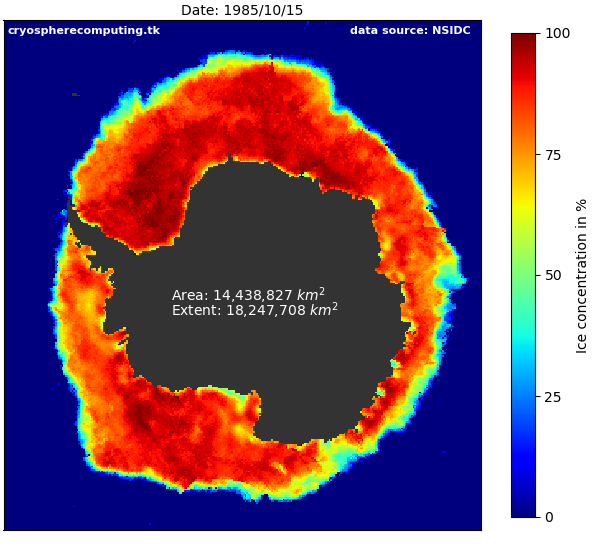 Date: 1985/10/15
cryospherecomputing.tk
data source: NSIDC
Area: 14,438,827 km²
Extent: 18,247,708 km²
100
75
50
25
0
Ice concentration in %